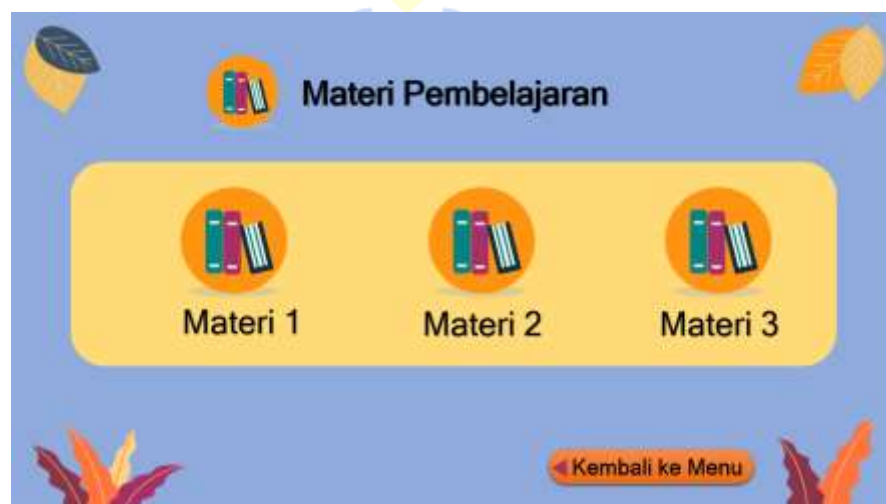 Materi Pembelajaran
Materi 1
Materi 2
Materi 3
Kembali ke Menu